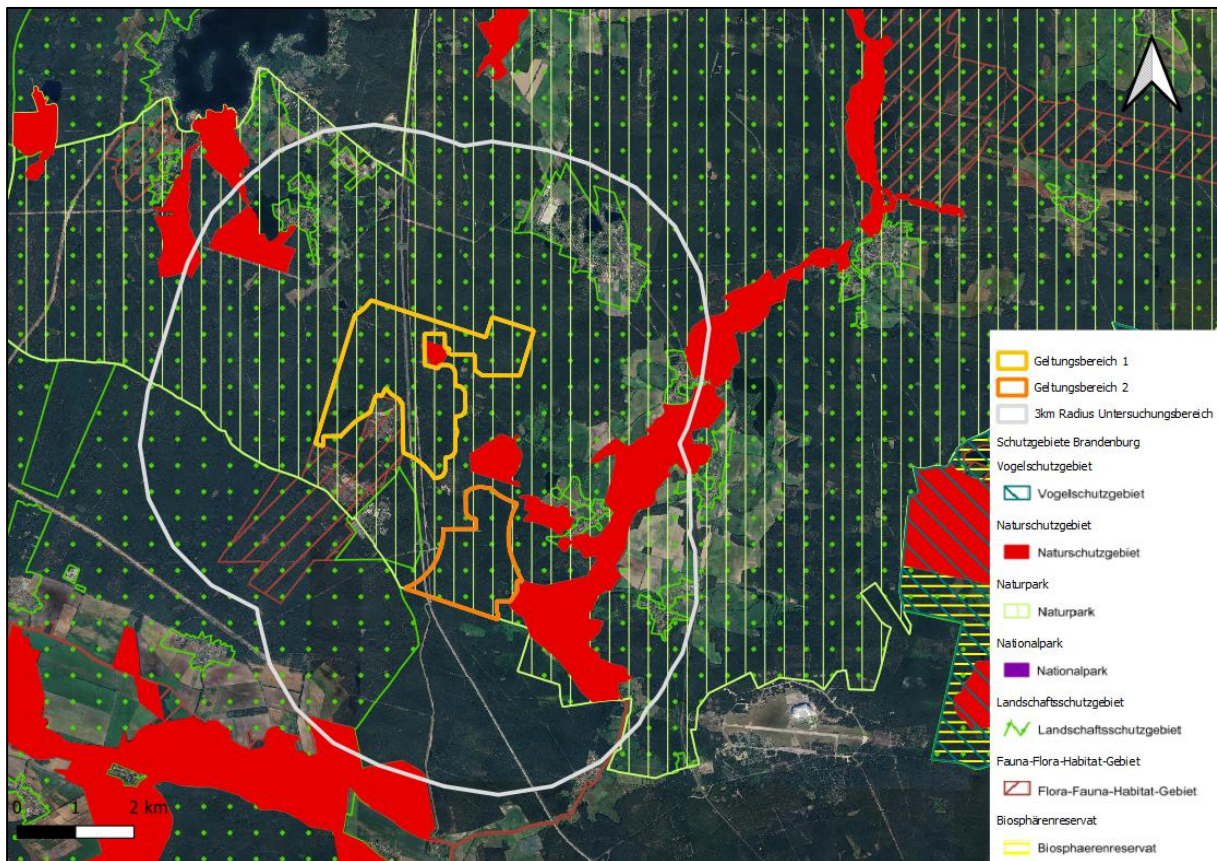 Geltungsbereich 1
Geltungsbereich 2
3km Radius Untersuchungsbereich
Schutzgebiete Brandenburg
Vogelschutzgebiet
Vogellschutzgebiet
Naturschutzgebiet
Naturschutzgebiet
Naturpark
Naturpark
Nationalpark
Nationalpark
Landschaftsschutzgebiet
Landschaftsschutzgebiet
Fauna-Flora-Habitat-Gebiet
Flora-Fauna-Habitat-Gebiet
Biosphärenreservat
Biosphaerenreservat
0 1 2 km